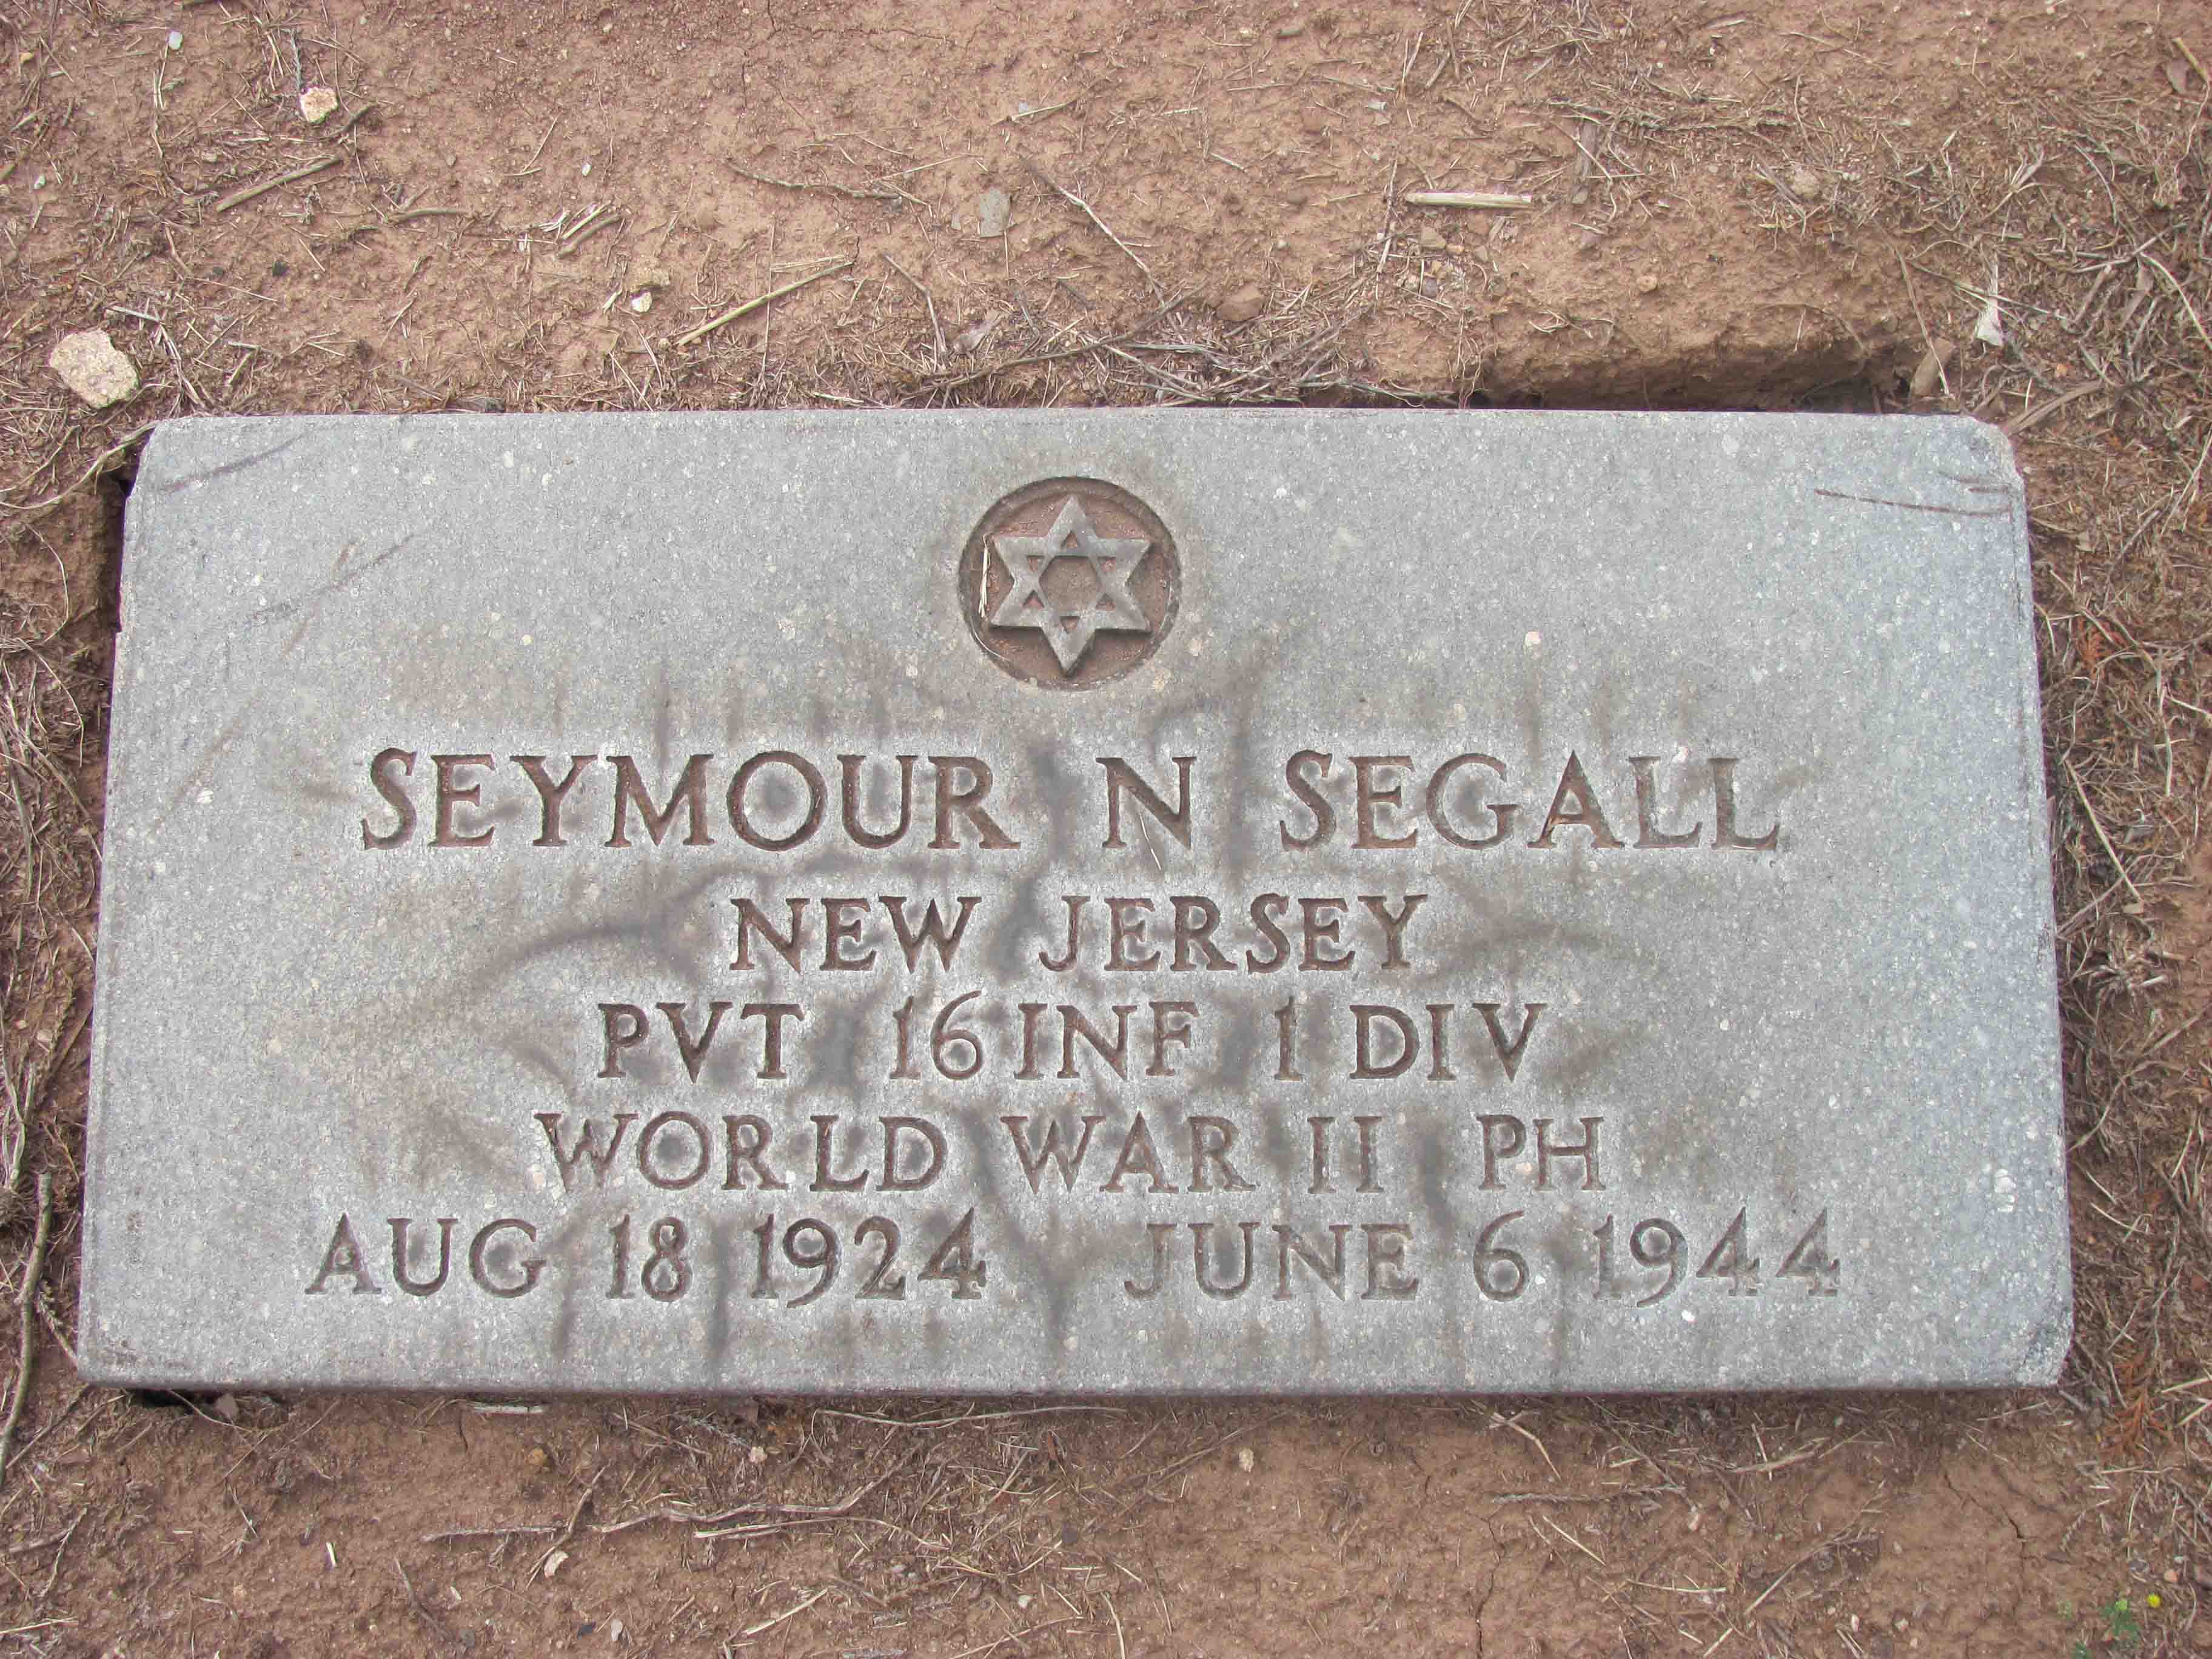 SEYMOUR N SEGALL
NEW JERSEY
PVT 16 INF 1 DIV
WORLD WAR II PH
AUG 18 1924 JUNE 6 1944